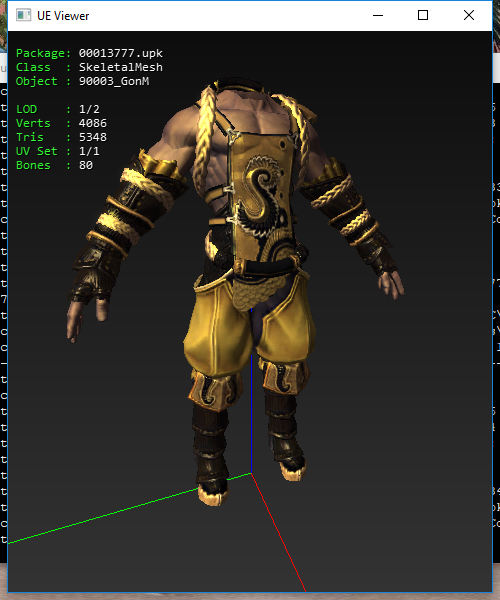 UE Viewer
Package: 00013777.upk
Class  : SkeletalMesh
Object : 90003_GonM
LOD    : 1/2
Verts  : 4086
Tris   : 5348
UV Set : 1/1
Bones  : 80